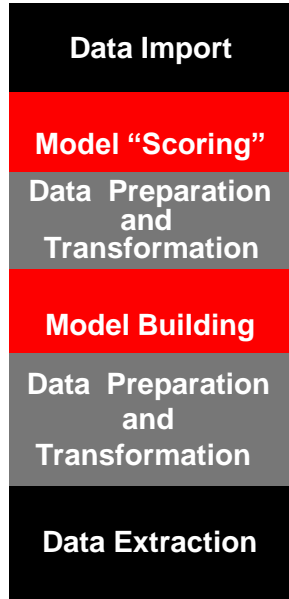 Data Import
Model “Scoring”
Data Preparation
and
Transformation
Model Building
Data Preparation
and
Transformation
Data Extraction